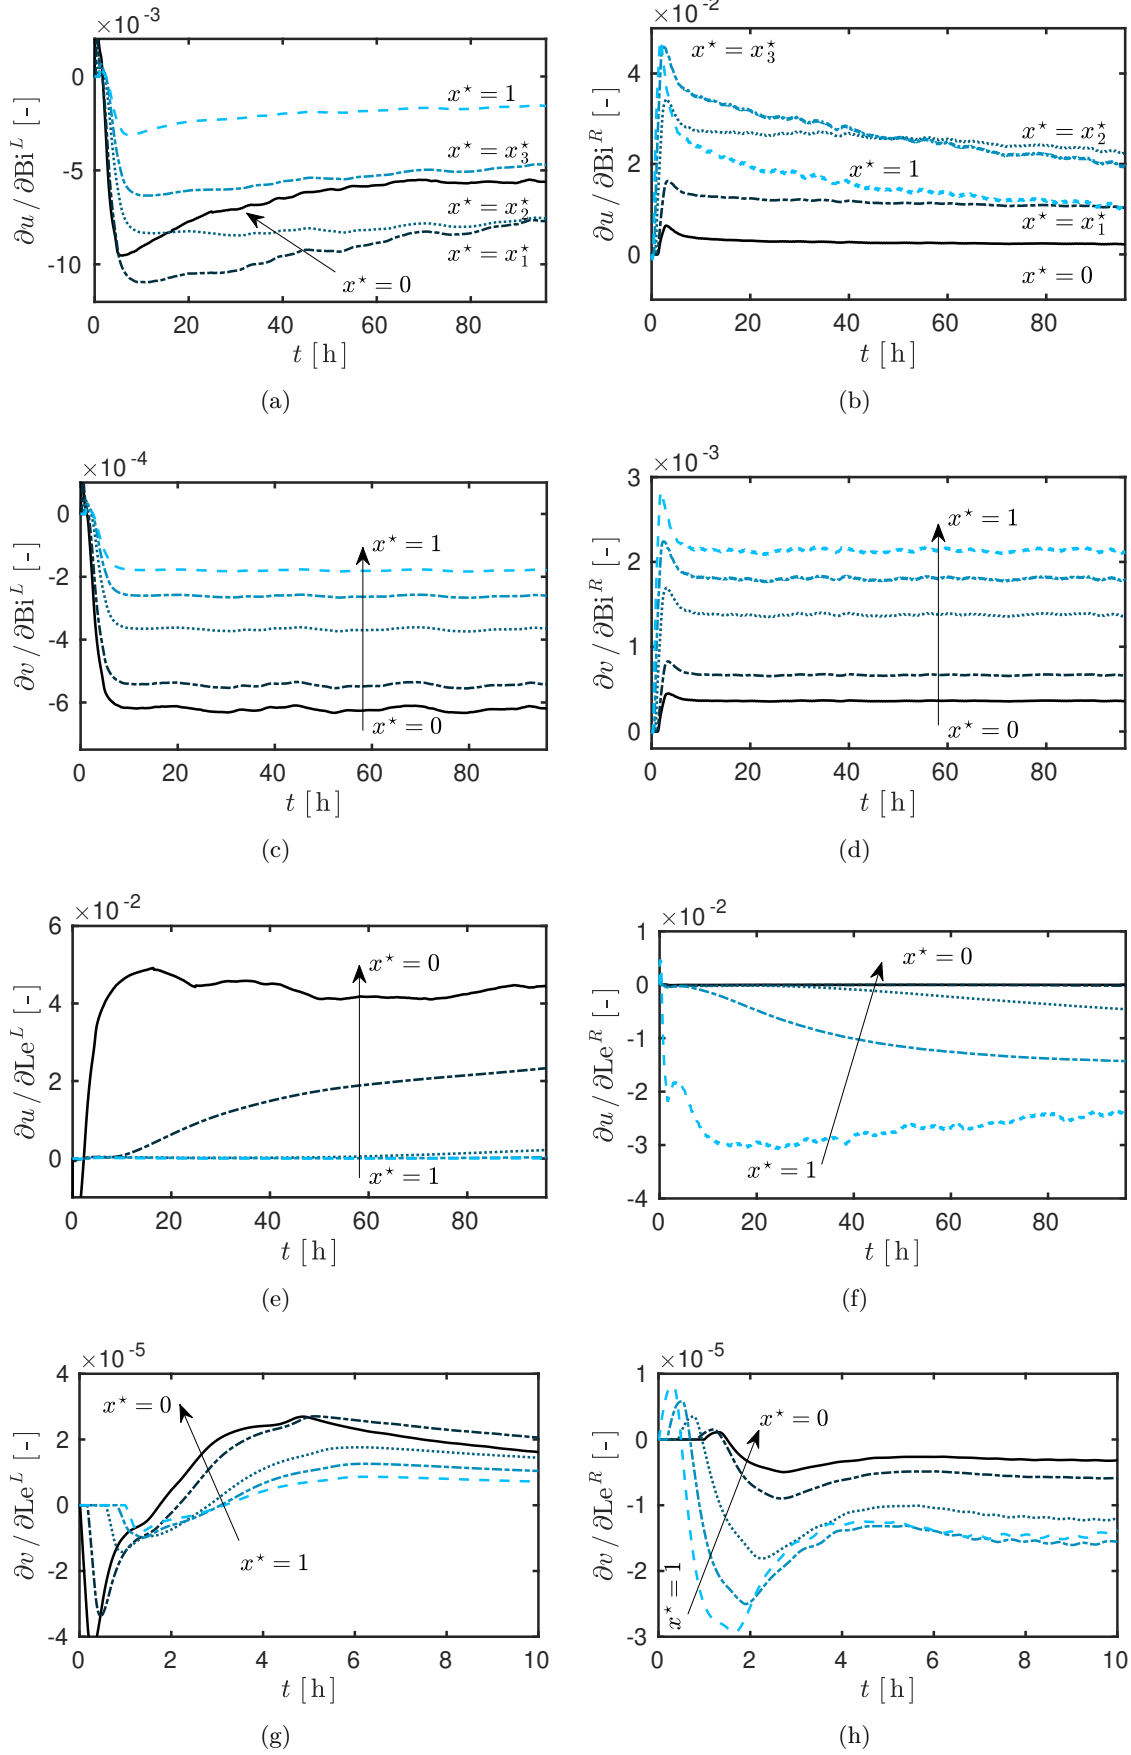 ×10⁻³
0
-5
-10
∂u / ∂Bi^L [-]
x⋆ = 1
x⋆ = x₃⋆
x⋆ = x₂⋆
x⋆ = x₁⋆
x⋆ = 0
0 20 40 60 80
t [h]
(a)
×10⁻²
4
2
0
∂u / ∂Bi^R [-]
x⋆ = x₃⋆
x⋆ = x₂⋆
x⋆ = 1
x⋆ = x₁⋆
x⋆ = 0
0 20 40 60 80
t [h]
(b)
×10⁻⁴
0
-2
-4
-6
∂v / ∂Bi^L [-]
x⋆ = 1
x⋆ = 0
0 20 40 60 80
t [h]
(c)
×10⁻³
3
2
1
0
∂v / ∂Bi^R [-]
x⋆ = 1
x⋆ = 0
0 20 40 60 80
t [h]
(d)
×10⁻²
6
4
2
0
∂u / ∂Le^L [-]
x⋆ = 0
x⋆ = 1
0 20 40 60 80
t [h]
(e)
×10⁻²
1
0
-1
-2
-3
-4
∂u / ∂Le^R [-]
x⋆ = 0
x⋆ = 1
0 20 40 60 80
t [h]
(f)
×10⁻⁵
4
2
0
-2
-4
∂v / ∂Le^L [-]
x⋆ = 0
x⋆ = 1
0 2 4 6 8 10
t [h]
(g)
×10⁻⁵
1
0
-1
-2
-3
∂v / ∂Le^R [-]
x⋆ = 0
x⋆ = 1
0 2 4 6 8 10
t [h]
(h)